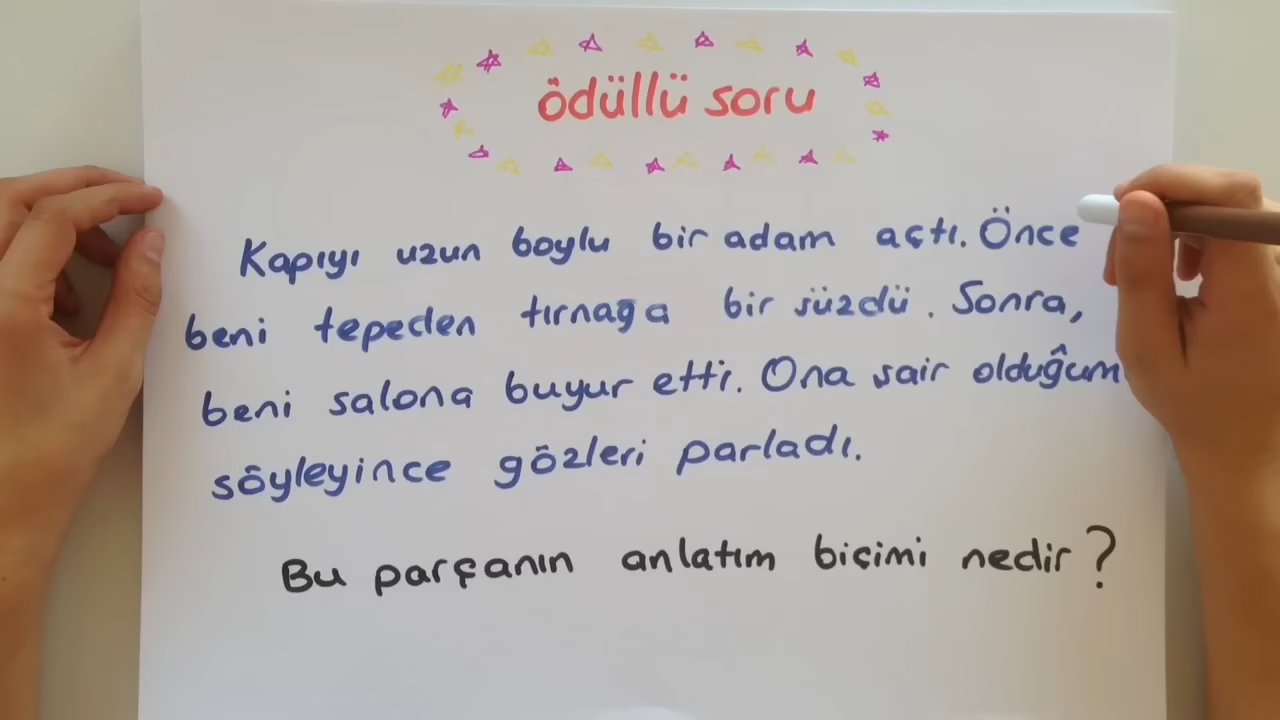 ödüllü soru
Kapıyı uzun boylu bir adam açtı. Önce
beni tepeden tırnağa bir süzdü. Sonra,
beni salona buyur etti. Ona şair olduğum
söyleyince gözleri parladı.
Bu parçanın anlatım biçimi nedir?